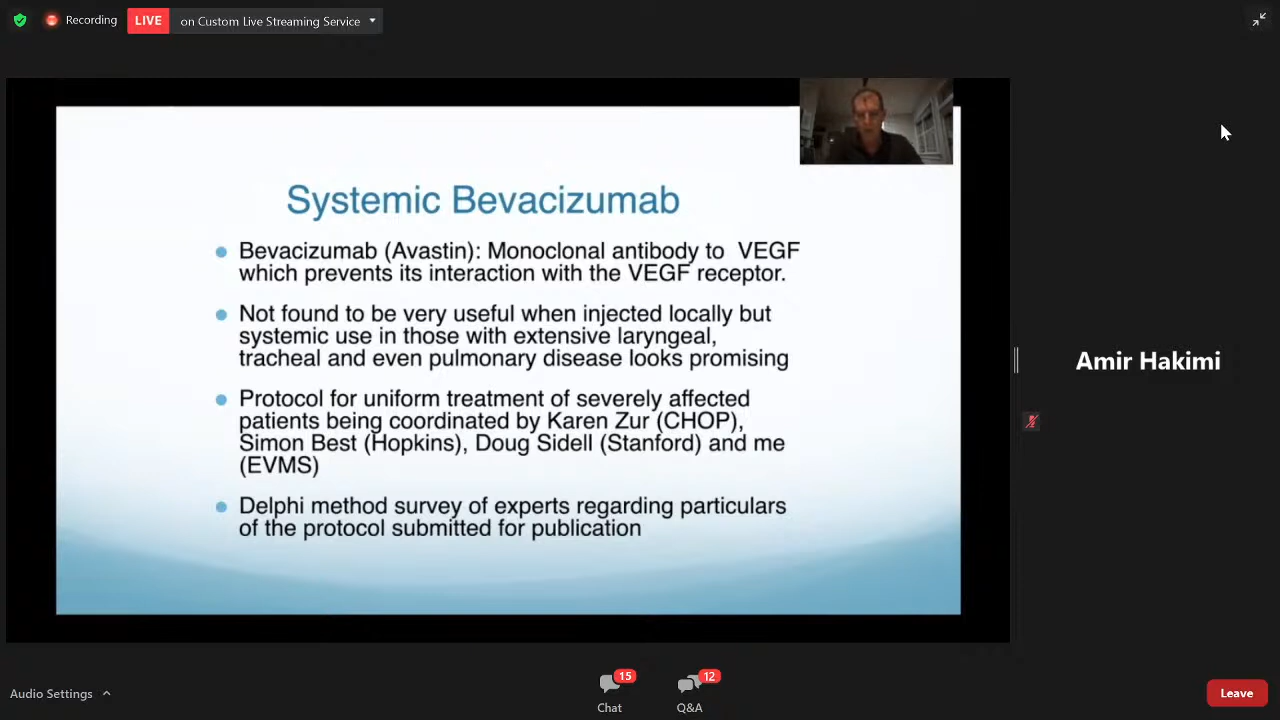 Recording
LIVE
on Custom Live Streaming Service
Systemic Bevacizumab
Bevacizumab (Avastin): Monoclonal antibody to VEGF
which prevents its interaction with the VEGF receptor.
Not found to be very useful when injected locally but
systemic use in those with extensive laryngeal,
tracheal and even pulmonary disease looks promising
Protocol for uniform treatment of severely affected
patients being coordinated by Karen Zur (CHOP),
Simon Best (Hopkins), Doug Sidell (Stanford) and me
(EVMS)
Delphi method survey of experts regarding particulars
of the protocol submitted for publication
Amir Hakimi
Audio Settings
15
Chat
12
Q&A
Leave